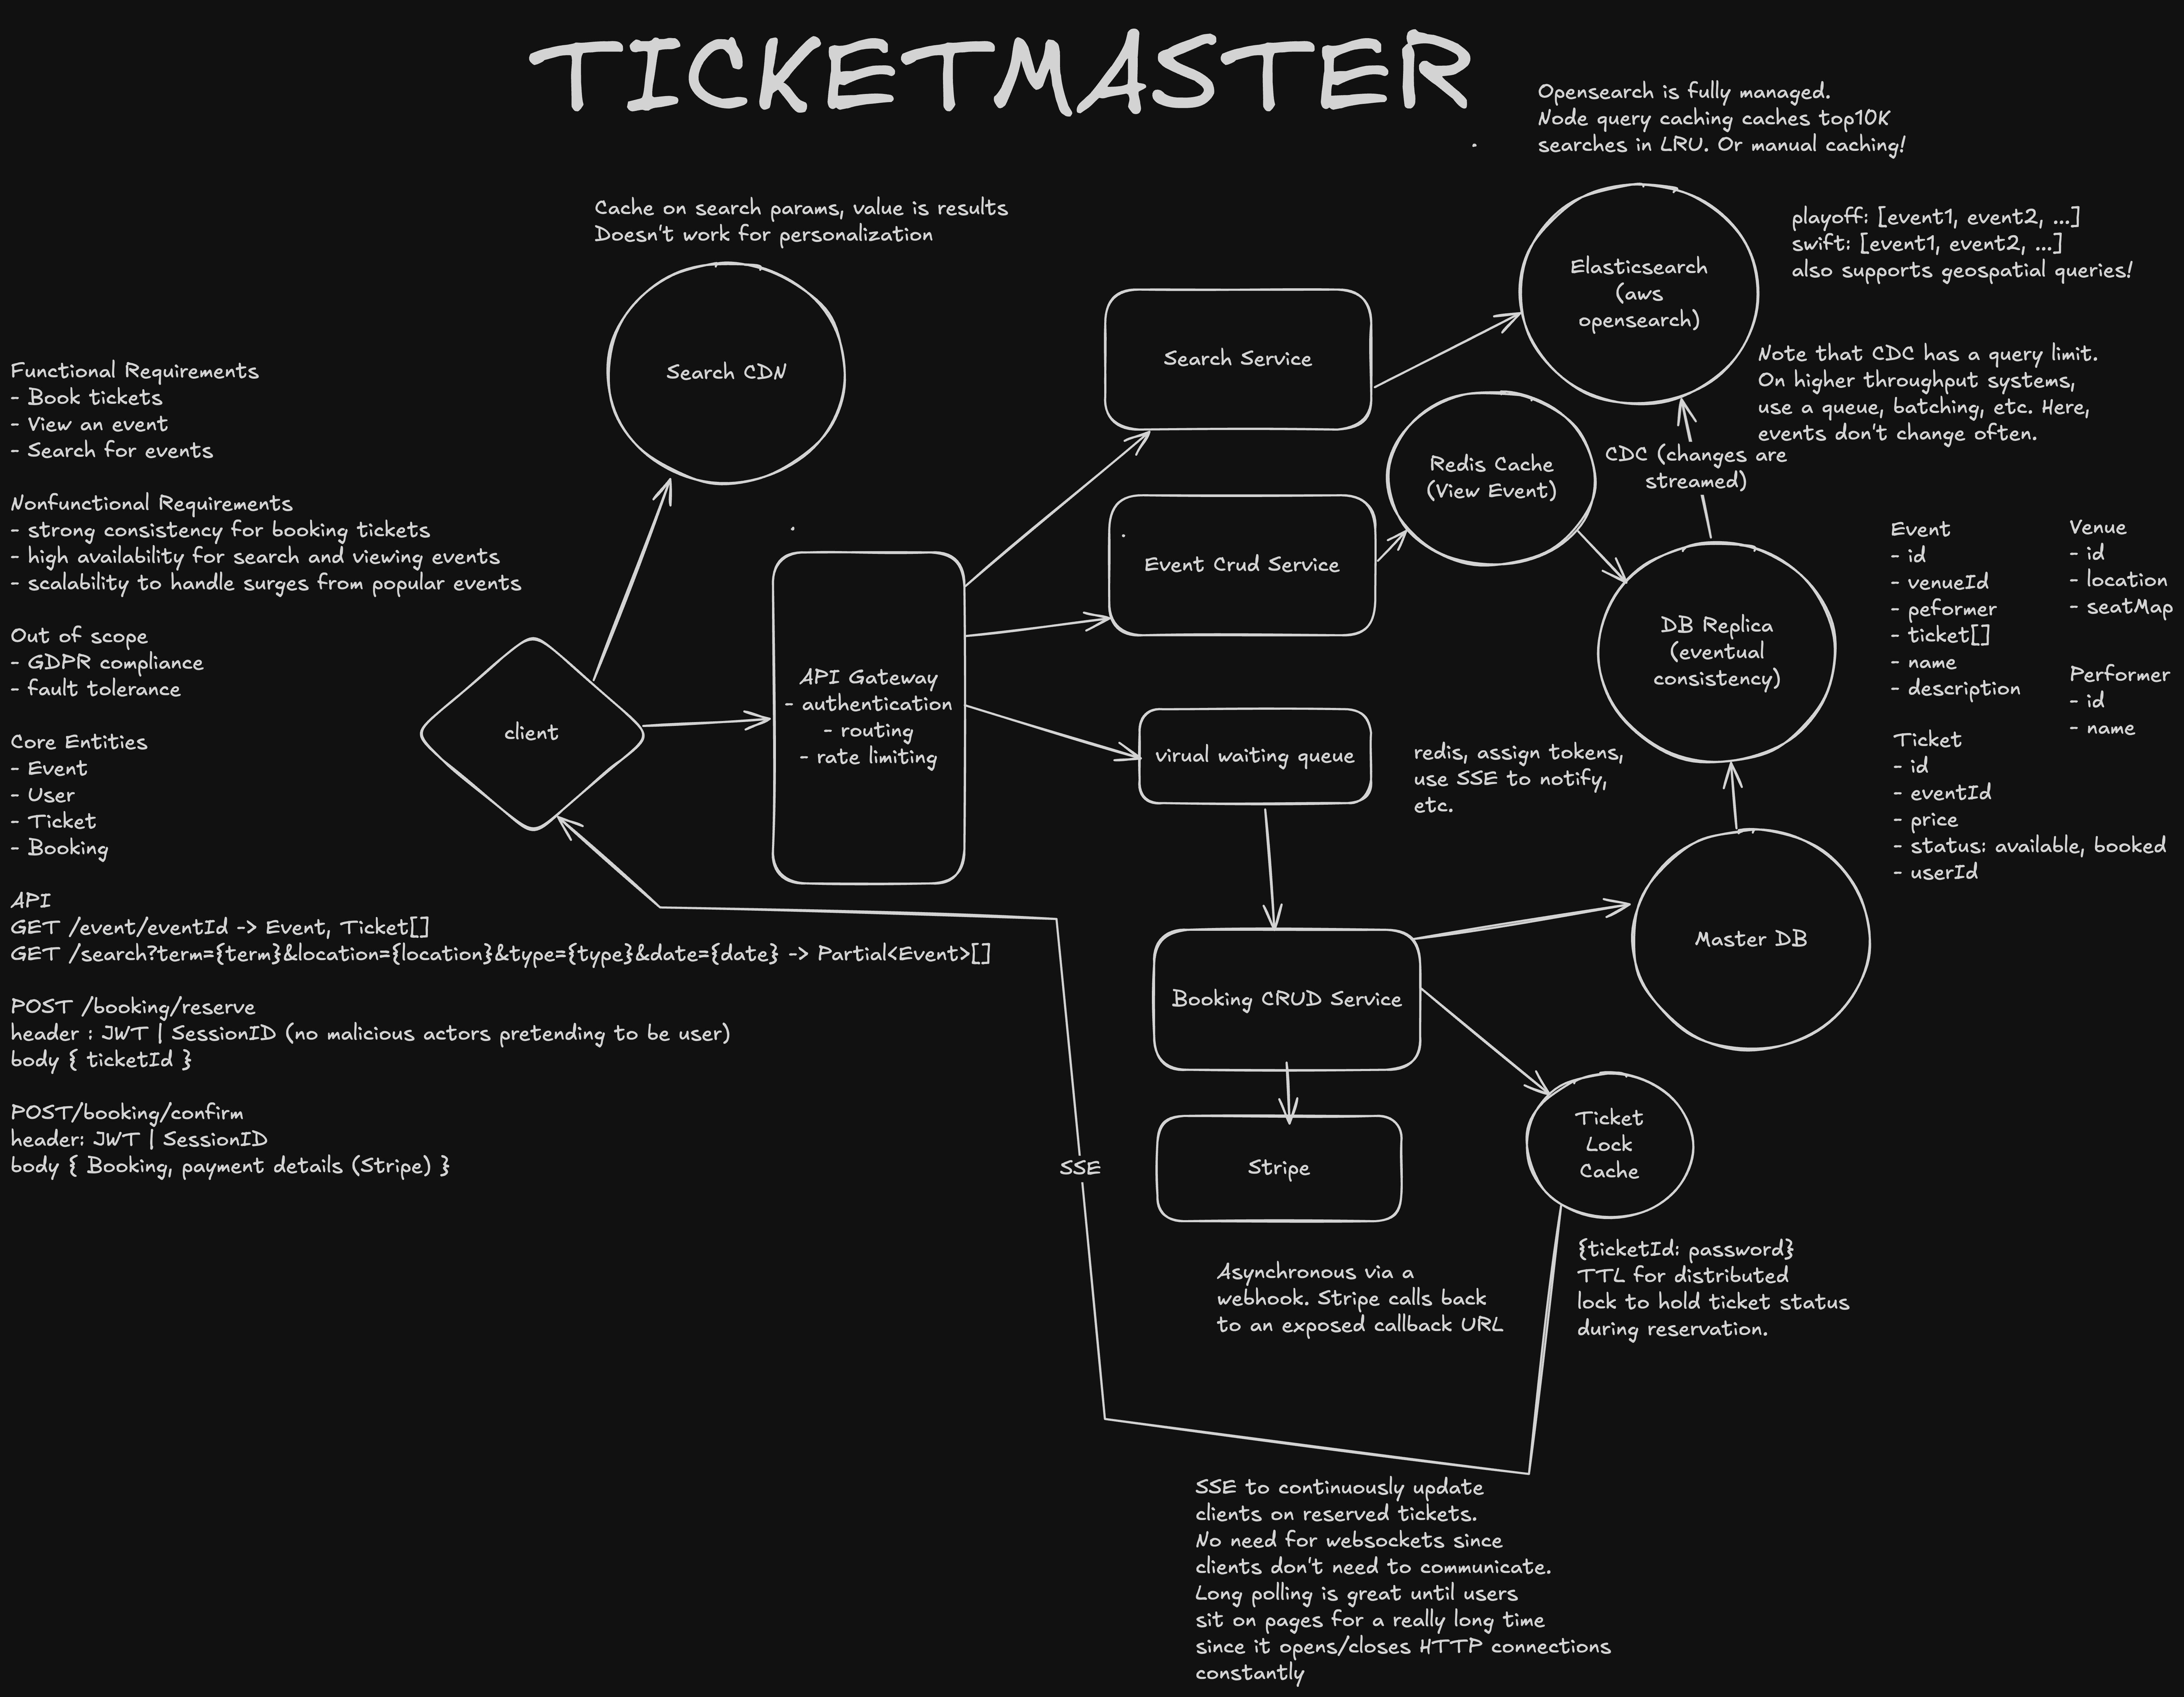 TICKETMASTER
Opensearch is fully managed.
Node query caching caches top10K
searches in LRU. Or manual caching!
Cache on search params, value is results
Doesn't work for personalization
Search CDN
Search Service
Elasticsearch
(aws
opensearch)
playoff: [event1, event2, ...]
swift: [event1, event2, ...]
also supports geospatial queries!
Note that CDC has a query limit.
On higher throughput systems,
use a queue, batching, etc. Here,
events don't change often.
Functional Requirements
- Book tickets
- View an event
- Search for events
Nonfunctional Requirements
- strong consistency for booking tickets
- high availability for search and viewing events
- scalability to handle surges from popular events
Out of scope
- GDPR compliance
- fault tolerance
Core Entities
- Event
- User
- Ticket
- Booking
API
GET /event/eventId -> Event, Ticket[]
GET /search?term={term}&location={location}&type={type}&date={date} -> Partial<Event>[]
POST /booking/reserve
header : JWT | SessionID (no malicious actors pretending to be user)
body { ticketId }
POST/booking/confirm
header: JWT | SessionID
body { Booking, payment details (Stripe) }
client
API Gateway
- authentication
- routing
- rate limiting
Event Crud Service
Redis Cache
(View Event)
CDC (changes are
streamed)
DB Replica
(eventual
consistency)
Event
- id
- venueId
- peformer
- ticket[]
- name
- description
Venue
- id
- location
- seatMap
Performer
- id
- name
Ticket
- id
- eventId
- price
- status: available, booked
- userId
virual waiting queue
redis, assign tokens,
use SSE to notify,
etc.
Booking CRUD Service
Master DB
Stripe
Ticket
Lock
Cache
SSE
Asynchronous via a
webhook. Stripe calls back
to an exposed callback URL
{ticketId: password}
TTL for distributed
lock to hold ticket status
during reservation.
SSE to continuously update
clients on reserved tickets.
No need for websockets since
clients don't need to communicate.
Long polling is great until users
sit on pages for a really long time
since it opens/closes HTTP connections
constantly